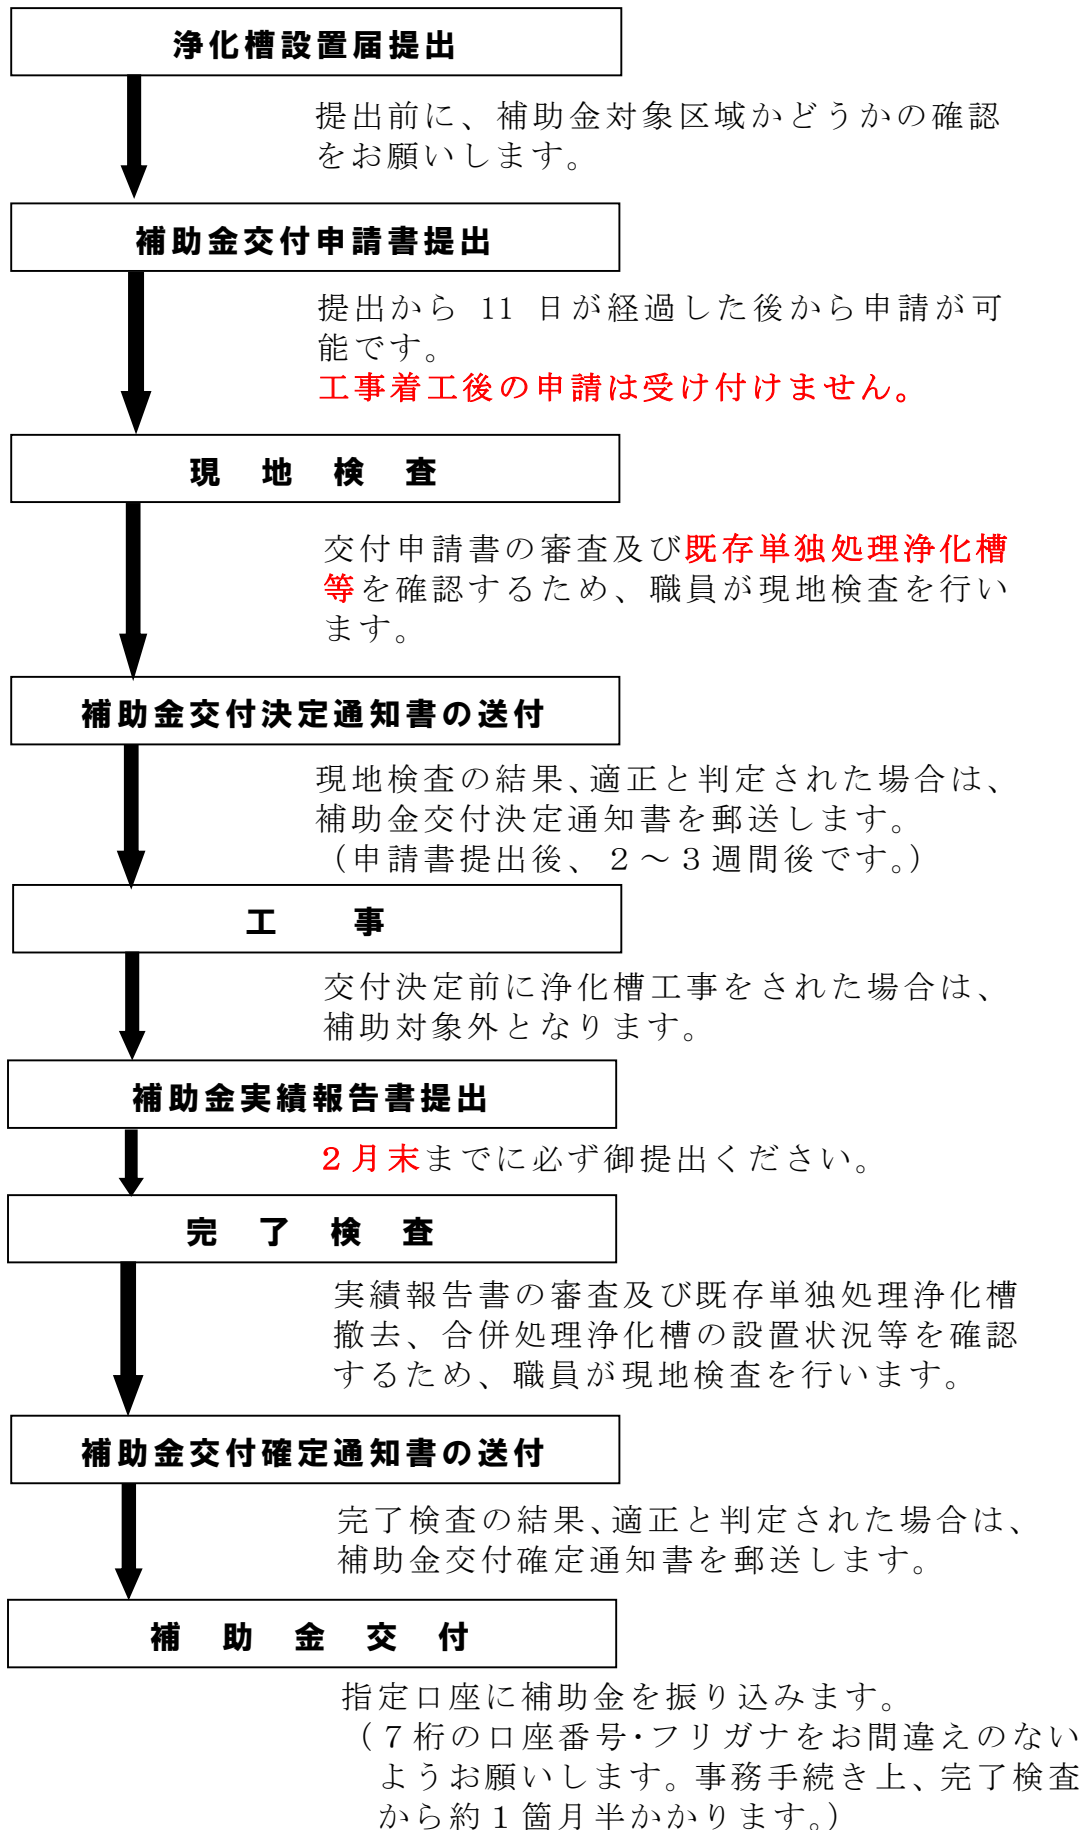 浄化槽設置届提出
提出前に、補助金対象区域かどうかの確認
をお願いします。
補助金交付申請書提出
提出から 11 日が経過した後から申請が可
能です。
工事着工後の申請は受け付けません。
現 地 検 査
交付申請書の審査及び既存単独処理浄化槽
等を確認するため、職員が現地検査を行い
ます。
補助金交付決定通知書の送付
現地検査の結果、適正と判定された場合は、
補助金交付決定通知書を郵送します。
（申請書提出後、２～３週間後です。）
工 事
交付決定前に浄化槽工事をされた場合は、
補助対象外となります。
補助金実績報告書提出
２月末までに必ず御提出ください。
完 了 検 査
実績報告書の審査及び既存単独処理浄化槽
撤去、合併処理浄化槽の設置状況等を確認
するため、職員が現地検査を行います。
補助金交付確定通知書の送付
完了検査の結果、適正と判定された場合は、
補助金交付確定通知書を郵送します。
補 助 金 交 付
指定口座に補助金を振り込みます。
（７桁の口座番号・フリガナをお間違えのない
ようお願いします。事務手続き上、完了検査
から約１箇月半かかります。）